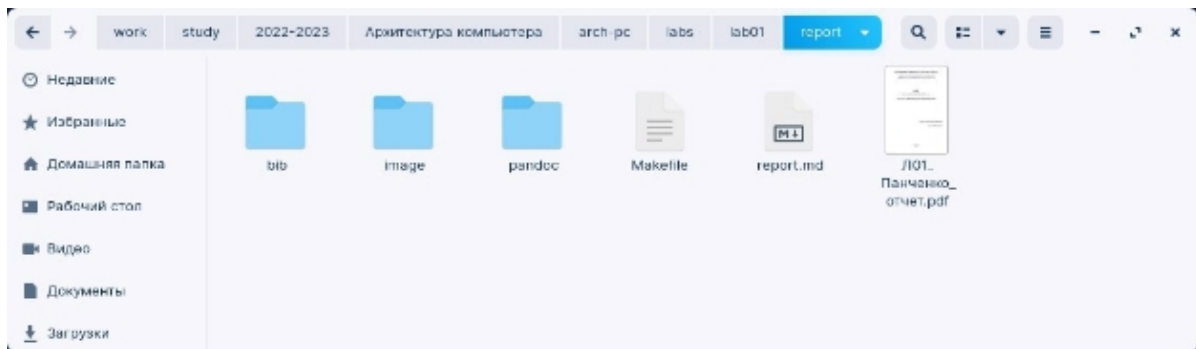 work study 2022-2023 Архитектура компьютера arch-pc labs lab01 report
Недавние
Избранные
Домашняя папка
Рабочий стол
Видео
Документы
Загрузки
bib image pandoc Makefile report.md Л01_
Панченко_
отчет.pdf